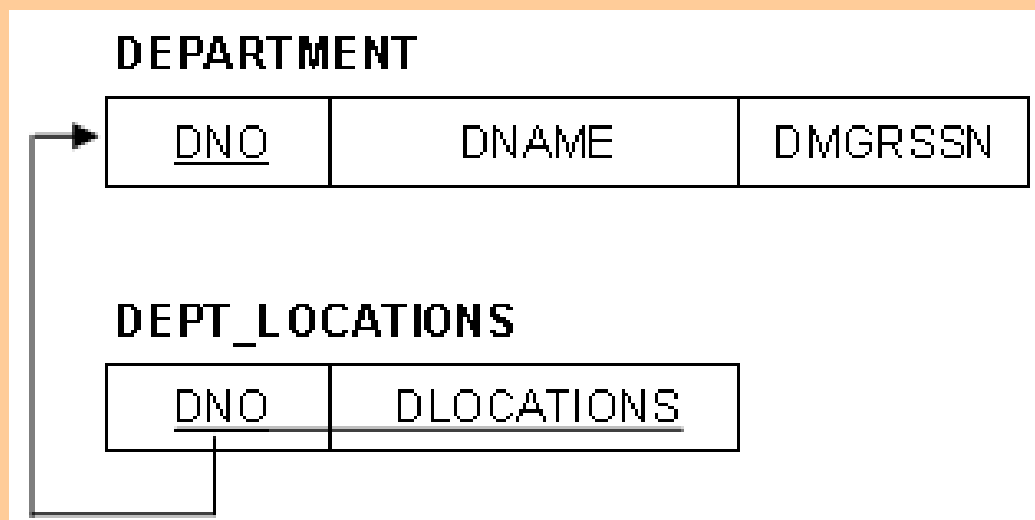 DEPARTMENT
DNO DNAME DMGRSSN
DEPT_LOCATIONS
DNO DLOCATIONS